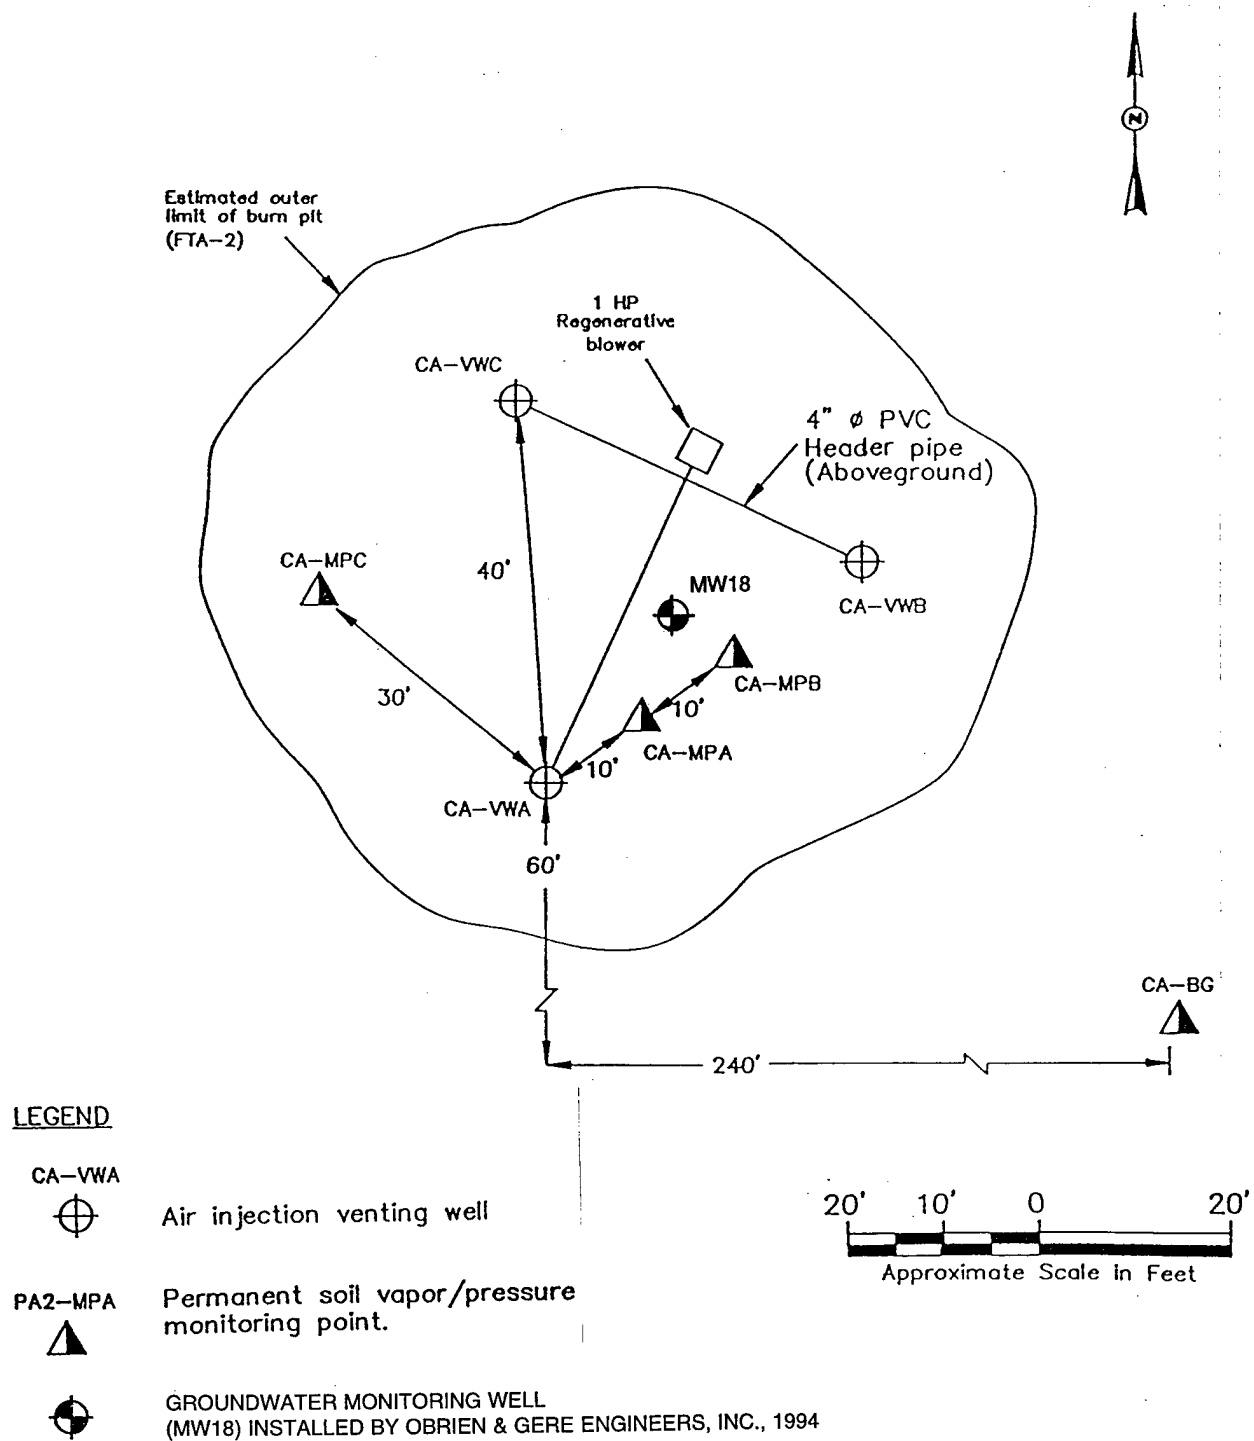 N
Estimated outer
limit of burn pit
(FTA-2)
1 HP
Regenerative
blower
CA-VWC
4" ø PVC
Header pipe
(Aboveground)
CA-MPC
40'
MW18
CA-VWB
30'
CA-MPB
10'
CA-MPA
10'
CA-VWA
60'
CA-BG
240'
LEGEND
CA-VWA
Air injection venting well
20' 10' 0 20'
Approximate Scale in Feet
PA2-MPA
Permanent soil vapor/pressure
monitoring point.
GROUNDWATER MONITORING WELL
(MW18) INSTALLED BY OBRIEN & GERE ENGINEERS, INC., 1994